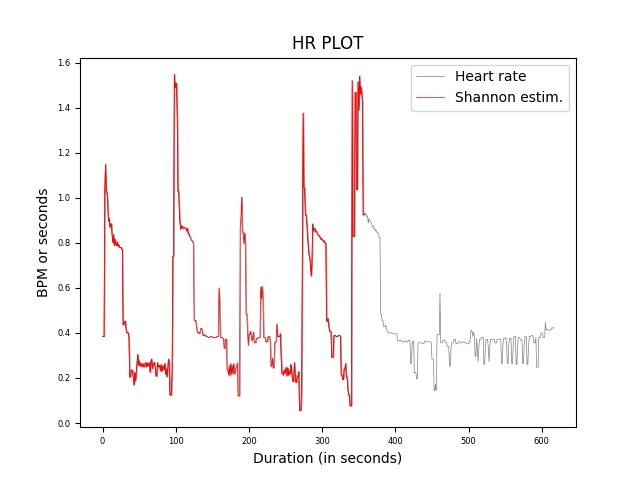 HR PLOT
Heart rate
Shannon estim.
BPM or seconds
1.6
1.4
1.2
1.0
0.8
0.6
0.4
0.2
0.0
0 100 200 300 400 500 600
Duration (in seconds)